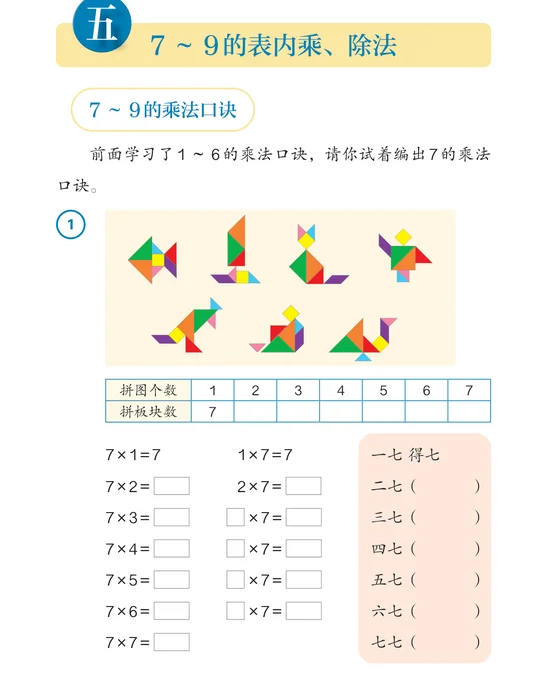 五
7～9的表内乘、除法
7～9的乘法口诀
前面学习了1～6的乘法口诀，请你试着编出7的乘法
口诀。
1
拼图个数 1 2 3 4 5 6 7
拼板块数 7
7×1=7 1×7=7 一七 得七
7×2= 2×7= 二七（ ）
7×3= ×7= 三七（ ）
7×4= ×7= 四七（ ）
7×5= ×7= 五七（ ）
7×6= ×7= 六七（ ）
7×7= 七七（ ）